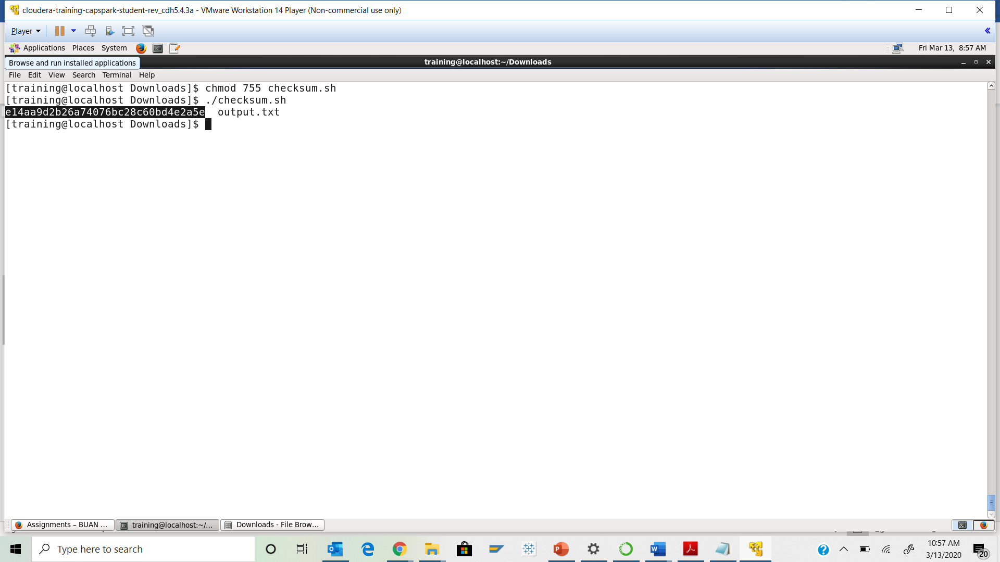 cloudera-training-capspark-student-rev_cdh5.4.3a - VMware Workstation 14 Player (Non-commercial use only)
Player
Applications Places System Fri Mar 13, 8:57 AM
Browse and run installed applications training@localhost:~/Downloads
File Edit View Search Terminal Help
[training@localhost Downloads]$ chmod 755 checksum.sh
[training@localhost Downloads]$ ./checksum.sh
e14aa9d2b26a74076bc28c60bd4e2a5e output.txt
[training@localhost Downloads]$
Assignments – BUAN ... training@localhost:~/... Downloads - File Brow...
Type here to search
10:57 AM
3/13/2020
20